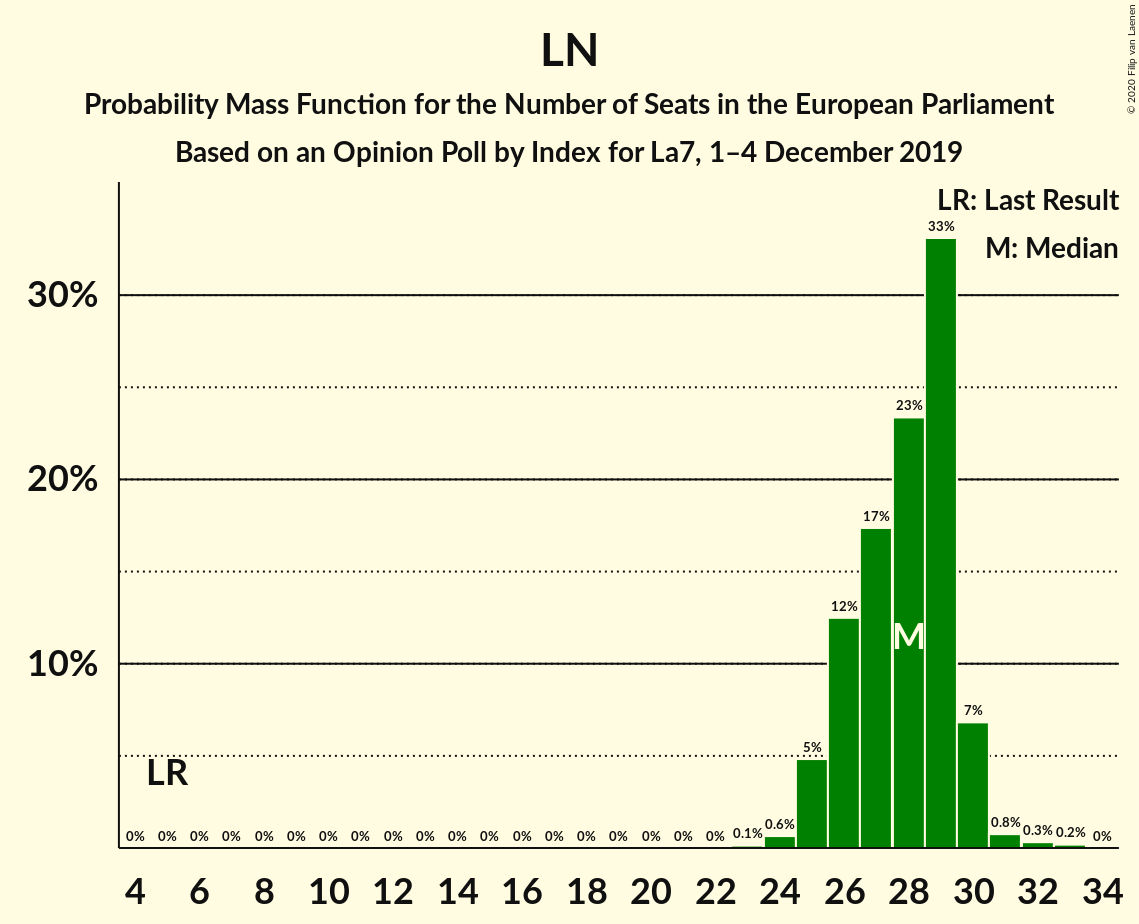 LN
Probability Mass Function for the Number of Seats in the European Parliament
Based on an Opinion Poll by Index for La7, 1–4 December 2019
© 2020 Filip van Laenen
LR: Last Result
M: Median
30%
20%
10%
33%
23%
17%
12%
7%
5%
M
LR
0% 0% 0% 0% 0% 0% 0% 0% 0% 0% 0% 0% 0% 0% 0% 0% 0% 0% 0% 0.1% 0.6% 0.8% 0.3% 0.2% 0%
4 6 8 10 12 14 16 18 20 22 24 26 28 30 32 34